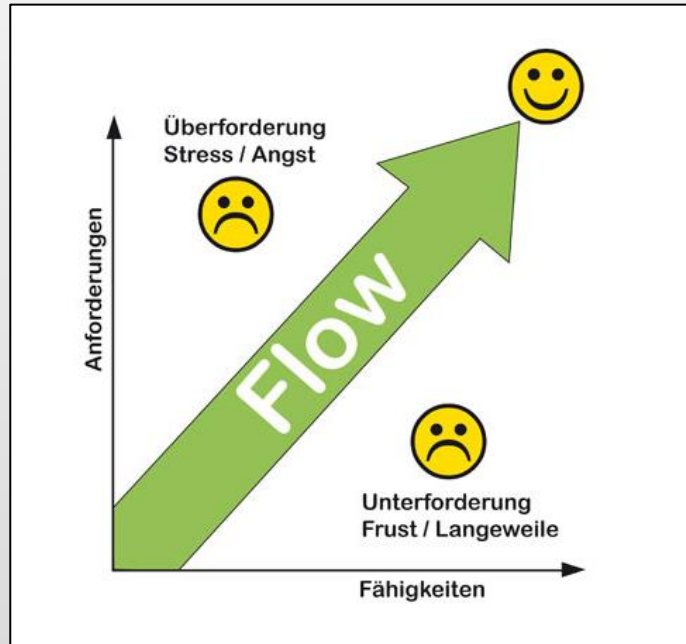 Überforderung
Stress / Angst
Anforderungen
Flow
Unterforderung
Frust / Langeweile
Fähigkeiten